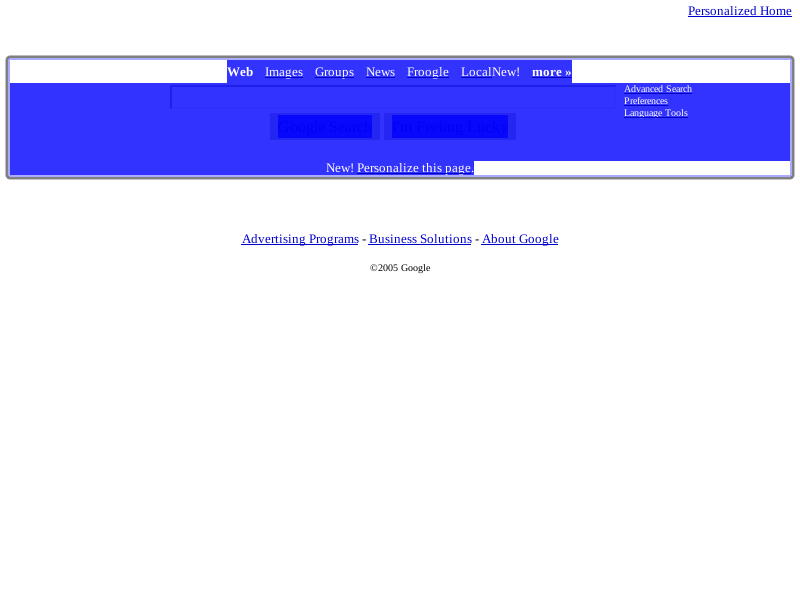 Personalized Home
Web Images Groups News Froogle LocalNew! more »
Advanced Search
Preferences
Language Tools
Google Search I'm Feeling Lucky
New! Personalize this page.
Advertising Programs - Business Solutions - About Google
©2005 Google